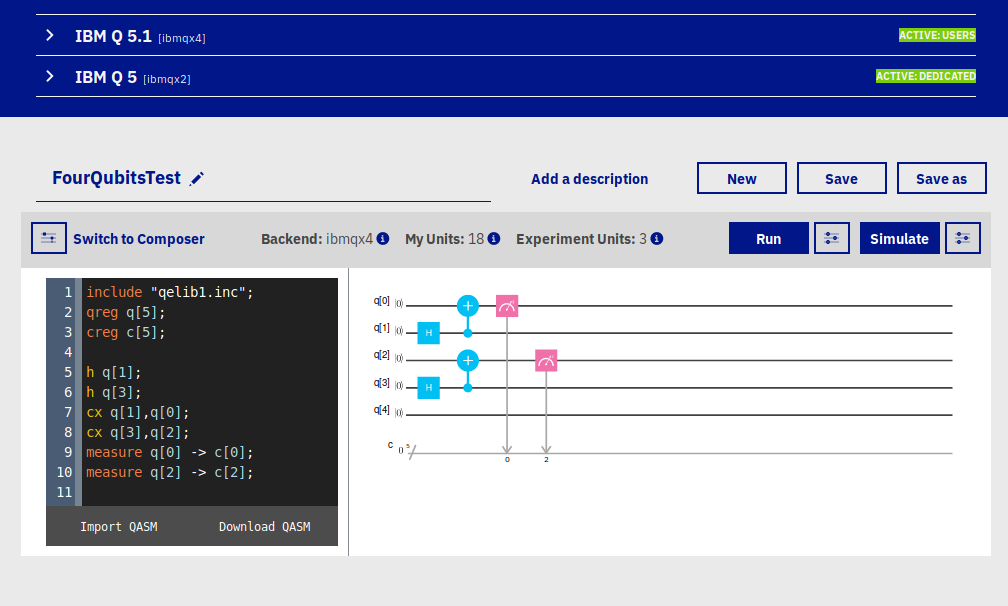 IBM Q 5.1 [ibmqx4] ACTIVE: USERS
IBM Q 5 [ibmqx2] ACTIVE: DEDICATED
FourQubitsTest Add a description New Save Save as
Switch to Composer Backend: ibmqx4 My Units: 18 Experiment Units: 3 Run Simulate
1 include "qelib1.inc";
2 qreg q[5];
3 creg c[5];
4
5 h q[1];
6 h q[3];
7 cx q[1],q[0];
8 cx q[3],q[2];
9 measure q[0] -> c[0];
10 measure q[2] -> c[2];
11
Import QASM Download QASM
q[0] |0⟩ +
q[1] |0⟩ H
q[2] |0⟩ +
q[3] |0⟩ H
q[4] |0⟩
c 0 5
0 2